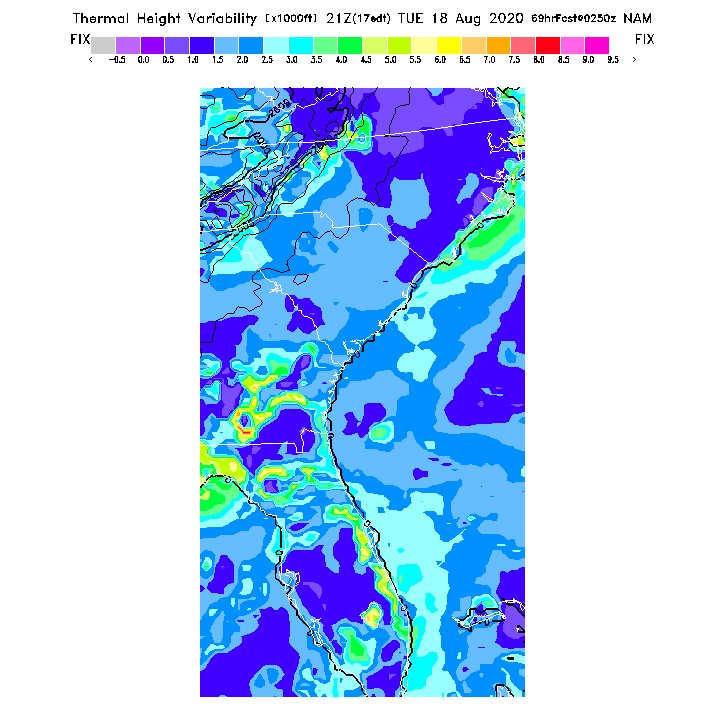 Thermal Height Variability [x1000ft] 21Z(17edt) TUE 18 Aug 2020 69hrFcst@0250z NAM
FIX FIX
< -0.5 0.0 0.5 1.0 1.5 2.0 2.5 3.0 3.5 4.0 4.5 5.0 5.5 6.0 6.5 7.0 7.5 8.0 8.5 9.0 9.5 >
2000
2000